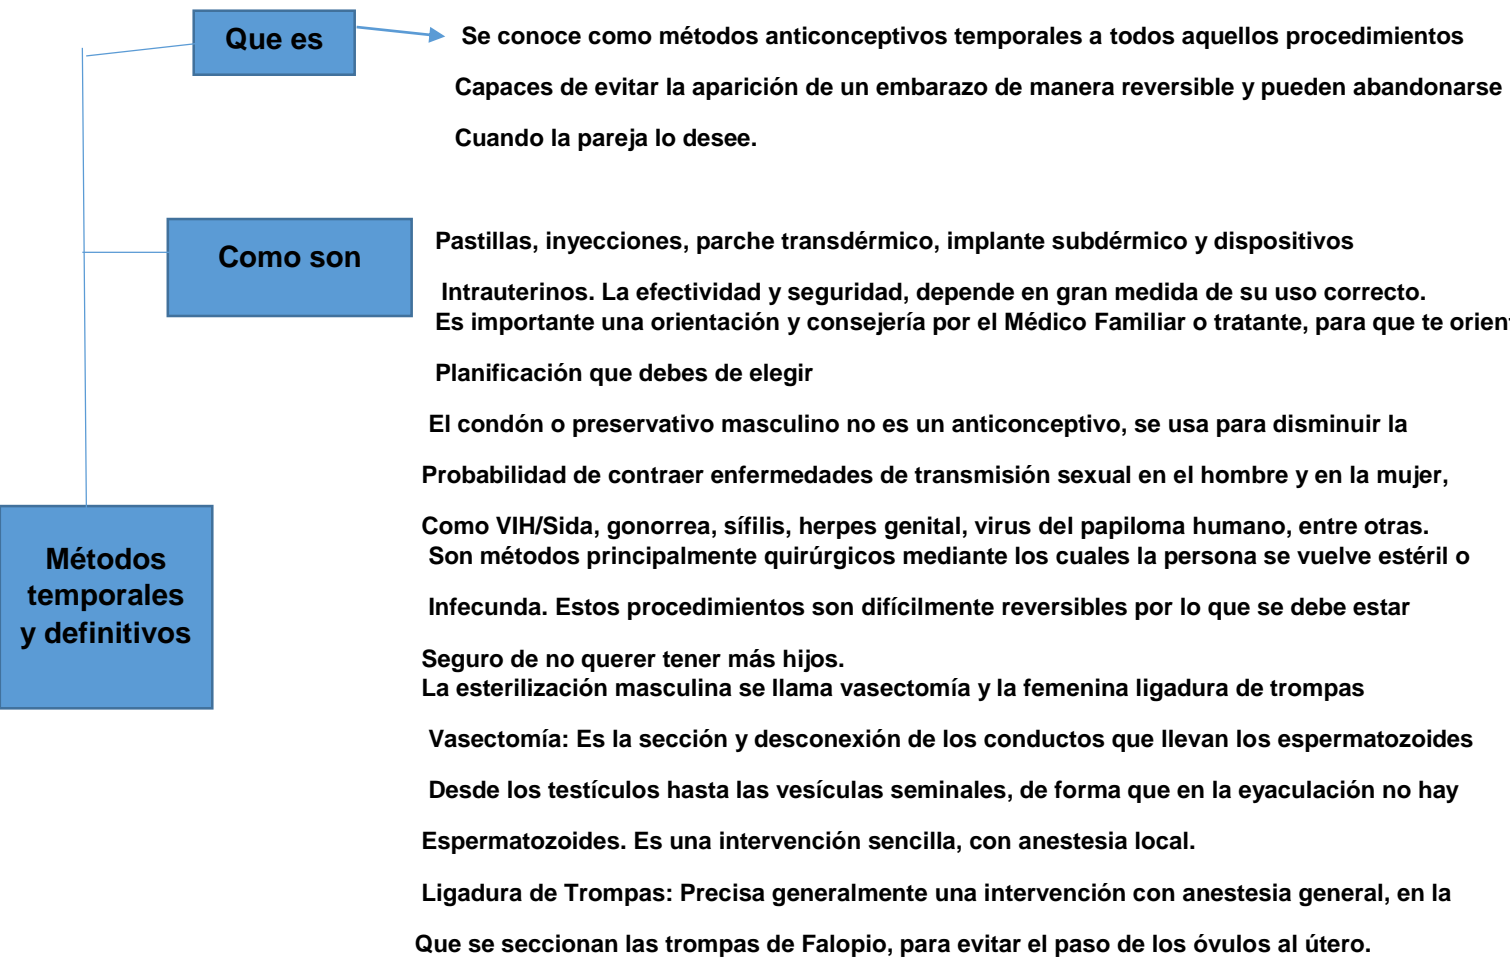 Que es
Se conoce como métodos anticonceptivos temporales a todos aquellos procedimientos
Capaces de evitar la aparición de un embarazo de manera reversible y pueden abandonarse
Cuando la pareja lo desee.
Como son
Pastillas, inyecciones, parche transdérmico, implante subdérmico y dispositivos
Intrauterinos. La efectividad y seguridad, depende en gran medida de su uso correcto.
Es importante una orientación y consejería por el Médico Familiar o tratante, para que te orien
Planificación que debes de elegir
El condón o preservativo masculino no es un anticonceptivo, se usa para disminuir la
Probabilidad de contraer enfermedades de transmisión sexual en el hombre y en la mujer,
Como VIH/Sida, gonorrea, sífilis, herpes genital, virus del papiloma humano, entre otras.
Métodos
temporales
y definitivos
Son métodos principalmente quirúrgicos mediante los cuales la persona se vuelve estéril o
Infecunda. Estos procedimientos son difícilmente reversibles por lo que se debe estar
Seguro de no querer tener más hijos.
La esterilización masculina se llama vasectomía y la femenina ligadura de trompas
Vasectomía: Es la sección y desconexión de los conductos que llevan los espermatozoides
Desde los testículos hasta las vesículas seminales, de forma que en la eyaculación no hay
Espermatozoides. Es una intervención sencilla, con anestesia local.
Ligadura de Trompas: Precisa generalmente una intervención con anestesia general, en la
Que se seccionan las trompas de Falopio, para evitar el paso de los óvulos al útero.